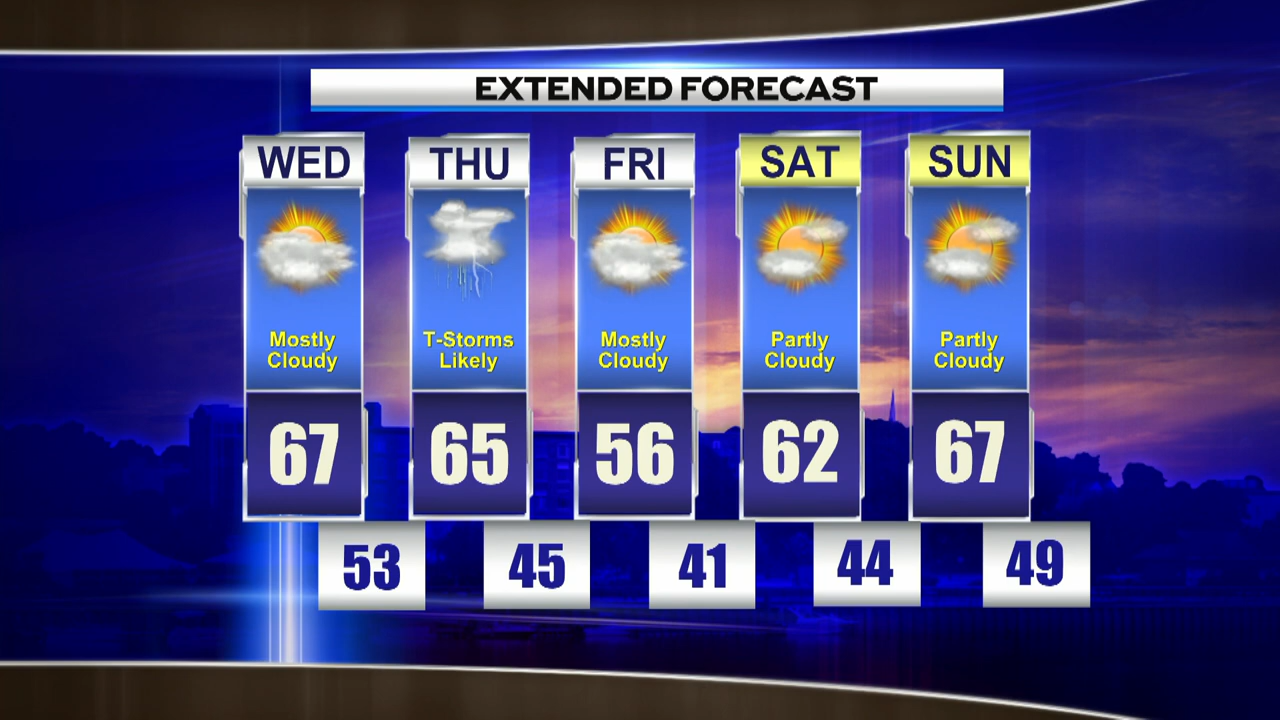 EXTENDED FORECAST
WED THU FRI SAT SUN
Mostly T-Storms Mostly Partly Partly
Cloudy Likely Cloudy Cloudy Cloudy
67 65 56 62 67
53 45 41 44 49